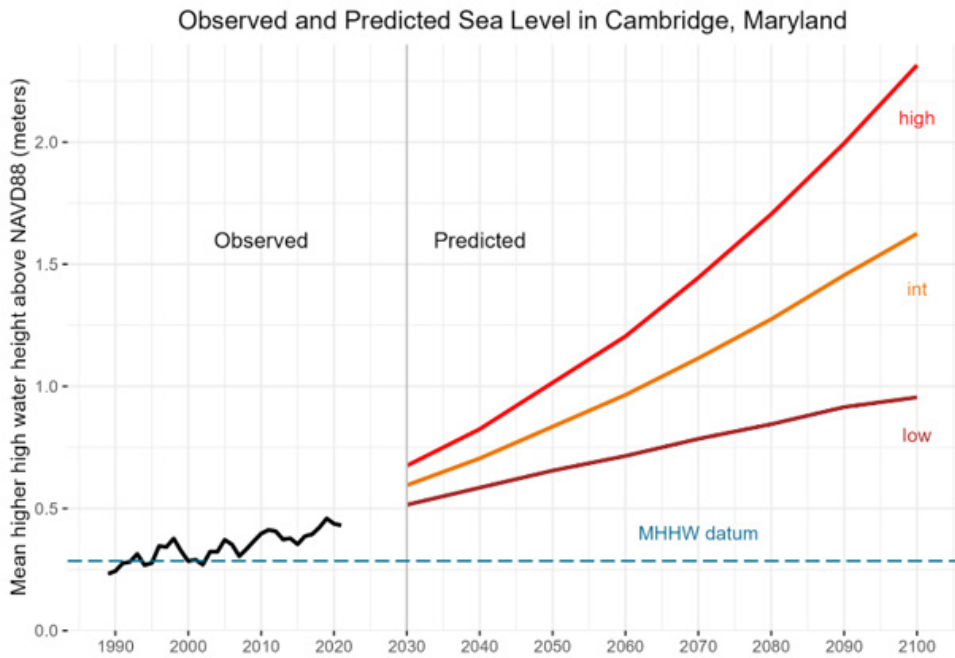 Observed and Predicted Sea Level in Cambridge, Maryland
Mean higher high water height above NAVD88 (meters)
2.0
1.5
1.0
0.5
0.0
Observed
Predicted
high
int
low
MHHW datum
1990
2000
2010
2020
2030
2040
2050
2060
2070
2080
2090
2100